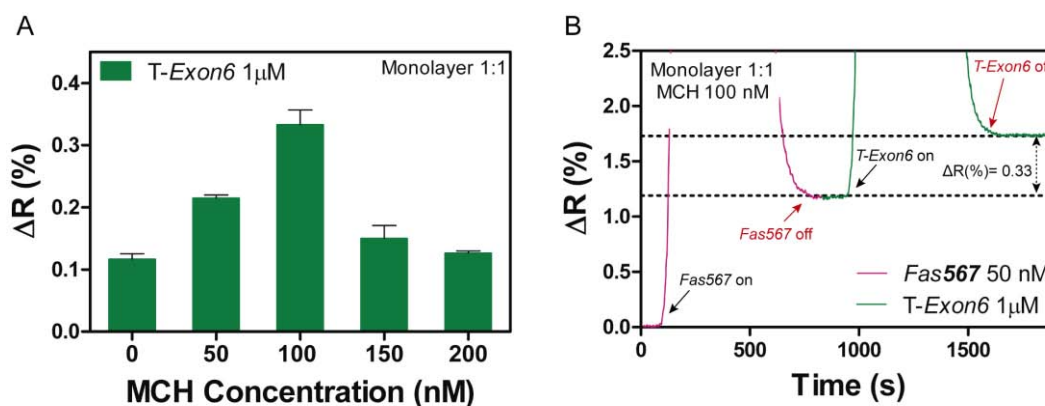 A
T-Exon6 1μM
Monolayer 1:1
ΔR (%)
0.4
0.3
0.2
0.1
0.0
0
50
100
150
200
MCH Concentration (nM)
B
Monolayer 1:1
MCH 100 nM
ΔR (%)
2.5
2.0
1.5
1.0
0.5
0.0
T-Exon6 of
T-Exon6 on
ΔR(%)= 0.33
Fas567 off
Fas567 on
Fas567 50 nM
T-Exon6 1μM
0
500
1000
1500
Time (s)